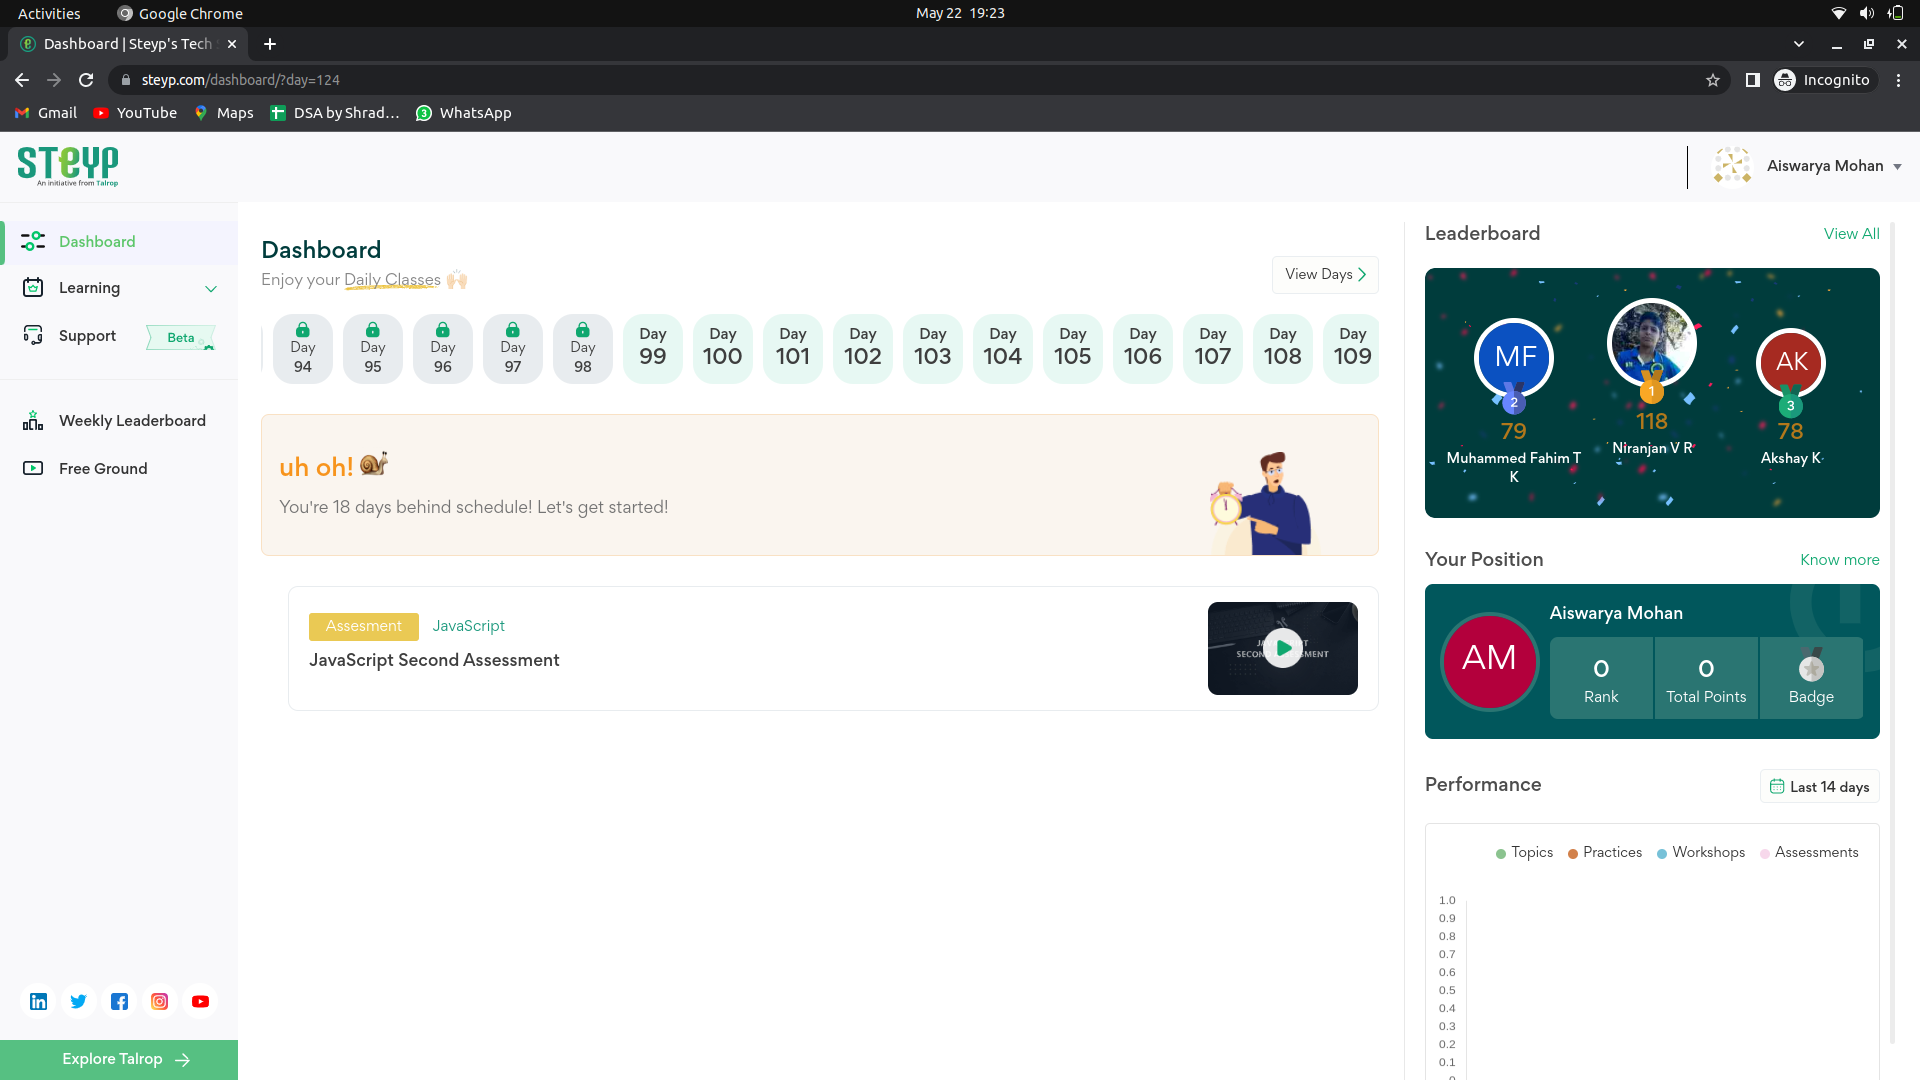 Activities
Google Chrome
May 22 19:23
Dashboard | Steyp's Tech
steyp.com/dashboard/?day=124
Incognito
Gmail
YouTube
Maps
DSA by Shrad...
3
WhatsApp
STeYP
An initiative from Talrop
Aiswarya Mohan
Dashboard
Learning
Support
Beta
Weekly Leaderboard
Free Ground
Explore Talrop
Dashboard
Enjoy your Daily Classes
View Days
Day 94
Day 95
Day 96
Day 97
Day 98
Day 99
Day 100
Day 101
Day 102
Day 103
Day 104
Day 105
Day 106
Day 107
Day 108
Day 109
uh oh!
You're 18 days behind schedule! Let's get started!
Assesment
JavaScript
JavaScript Second Assessment
Leaderboard
View All
MF
2
79
Muhammed Fahim T
K
1
118
Niranjan V R
AK
3
78
Akshay K
Your Position
Know more
AM
Aiswarya Mohan
0
Rank
0
Total Points
Badge
Performance
Last 14 days
Topics
Practices
Workshops
Assessments
1.0
0.9
0.8
0.7
0.6
0.5
0.4
0.3
0.2
0.1